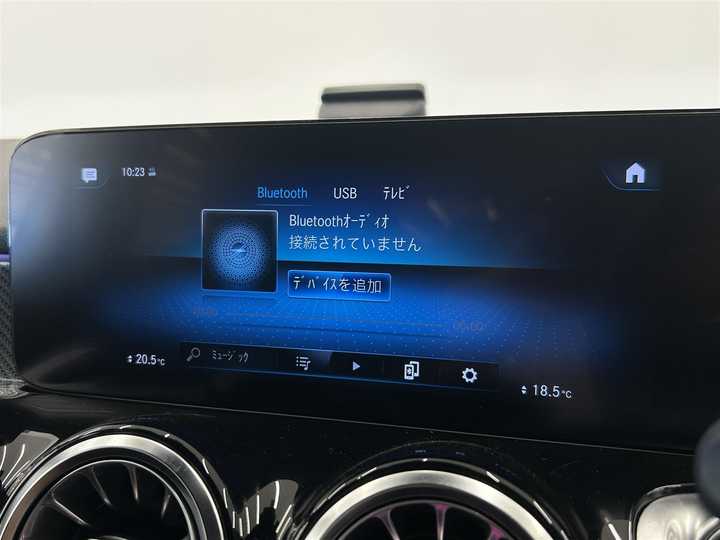 10:23
Bluetooth USB ﾃﾚﾋﾞ
Bluetoothｵｰﾃﾞｨｵ
接続されていません
ﾃﾞﾊﾞｲｽを追加
00:00
20.5°C
ﾐｭｰｼﾞｯｸ
18.5°C